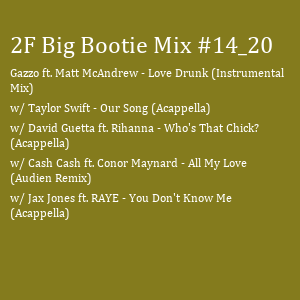 2F Big Bootie Mix #14_20
Gazzo ft. Matt McAndrew - Love Drunk (Instrumental
Mix)
w/ Taylor Swift - Our Song (Acappella)
w/ David Guetta ft. Rihanna - Who's That Chick?
(Acappella)
w/ Cash Cash ft. Conor Maynard - All My Love
(Audien Remix)
w/ Jax Jones ft. RAYE - You Don't Know Me
(Acappella)